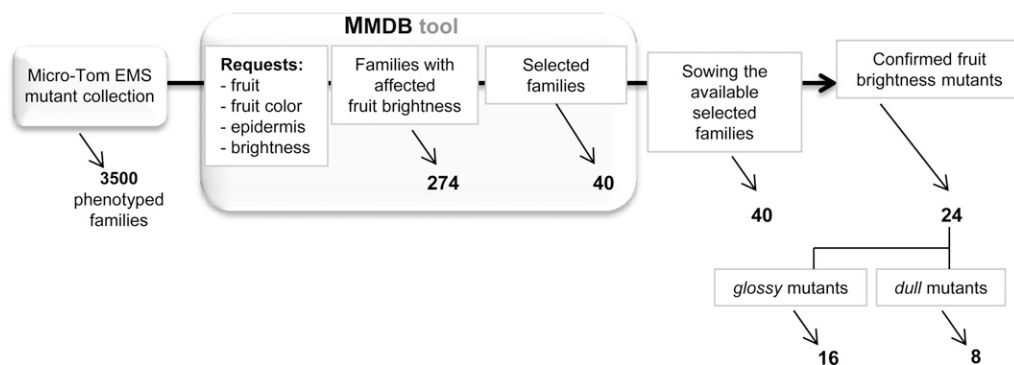 MMDB tool
Micro-Tom EMS
mutant collection
3500
phenotyped
families
Requests:
- fruit
- fruit color
- epidermis
- brightness
Families with
affected
fruit brightness
274
Selected
families
40
Sowing the
available
selected
families
40
Confirmed fruit
brightness mutants
24
glossy mutants
16
dull mutants
8